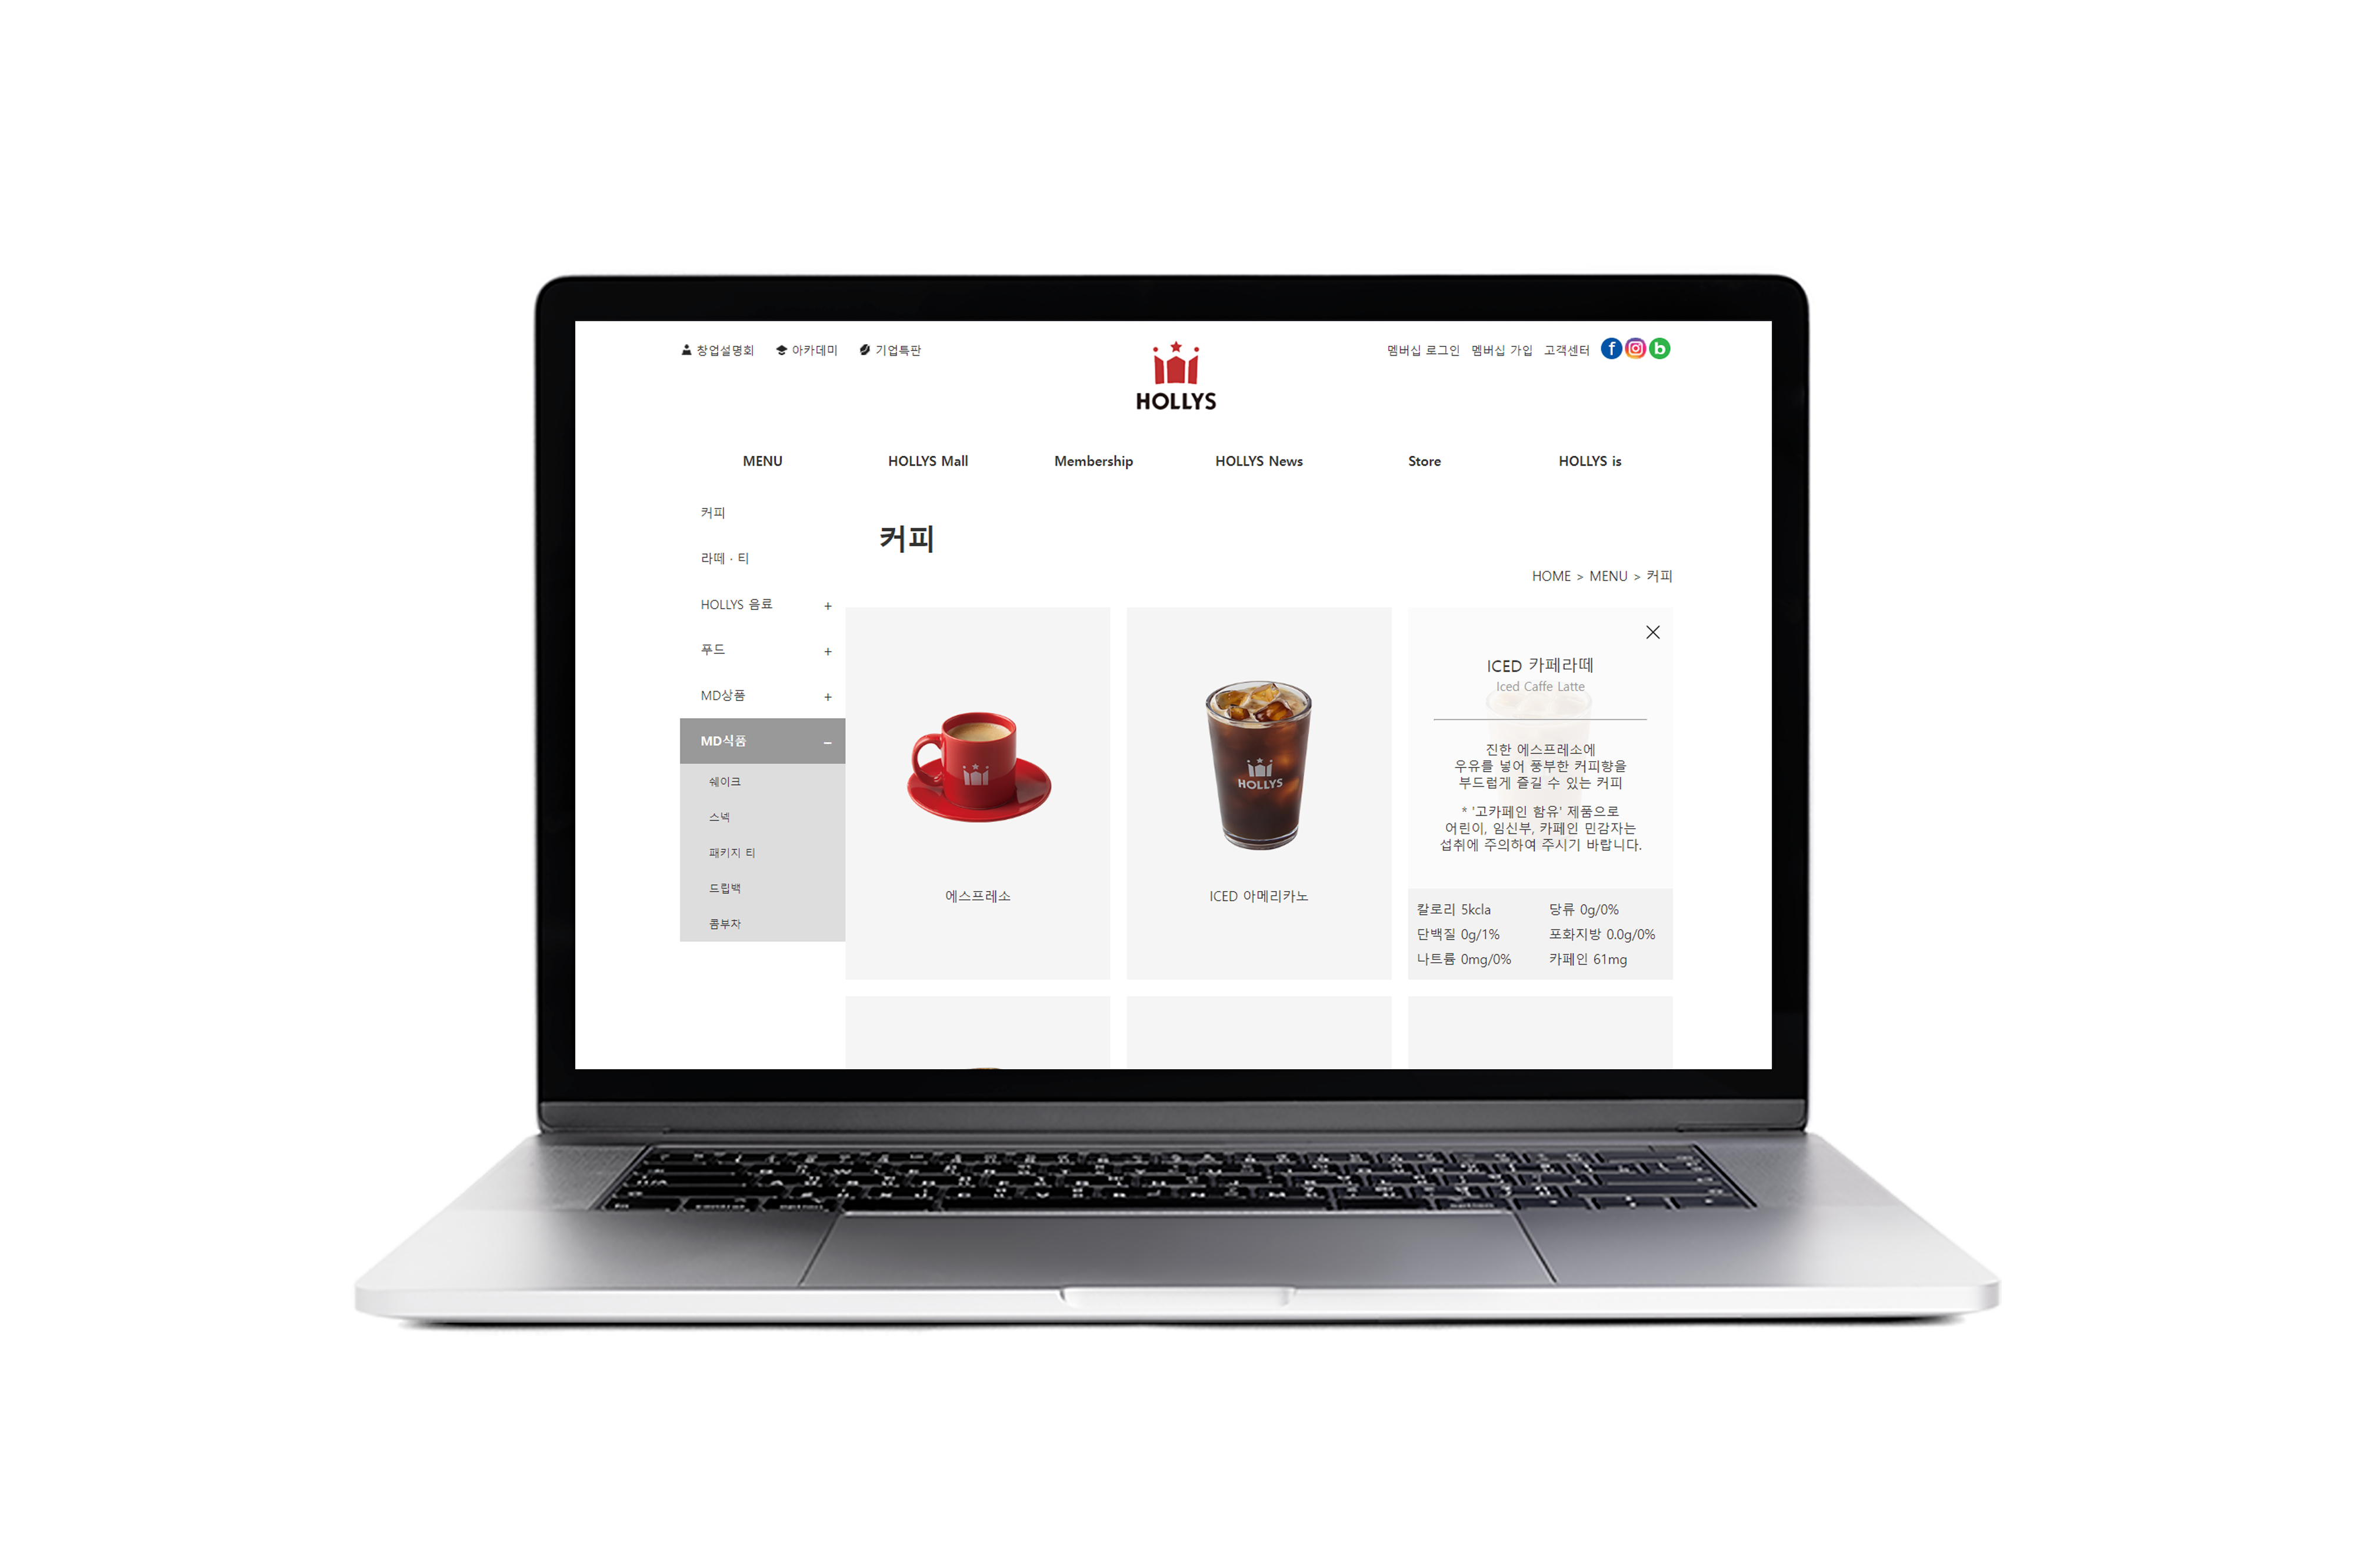 창업설명회 아카데미 기업특판
멤버십 로그인 멤버십 가입 고객센터 f b
HOLLYS
MENU HOLLYS Mall Membership HOLLYS News Store HOLLYS is
커피
라떼 · 티
HOLLYS 음료 +
푸드 +
MD상품 +
MD식품 –
쉐이크
스넥
패키지 티
드립백
콤부자
커피
HOME > MENU > 커피
HOLLYS
에스프레소
ICED 아메리카노
ICED 카페라떼
Iced Caffe Latte
진한 에스프레소에
우유를 넣어 풍부한 커피향을
부드럽게 즐길 수 있는 커피
* '고카페인 함유' 제품으로
어린이, 임신부, 카페인 민감자는
섭취에 주의하여 주시기 바랍니다.
칼로리 5kcla 당류 0g/0%
단백질 0g/1% 포화지방 0.0g/0%
나트륨 0mg/0% 카페인 61mg